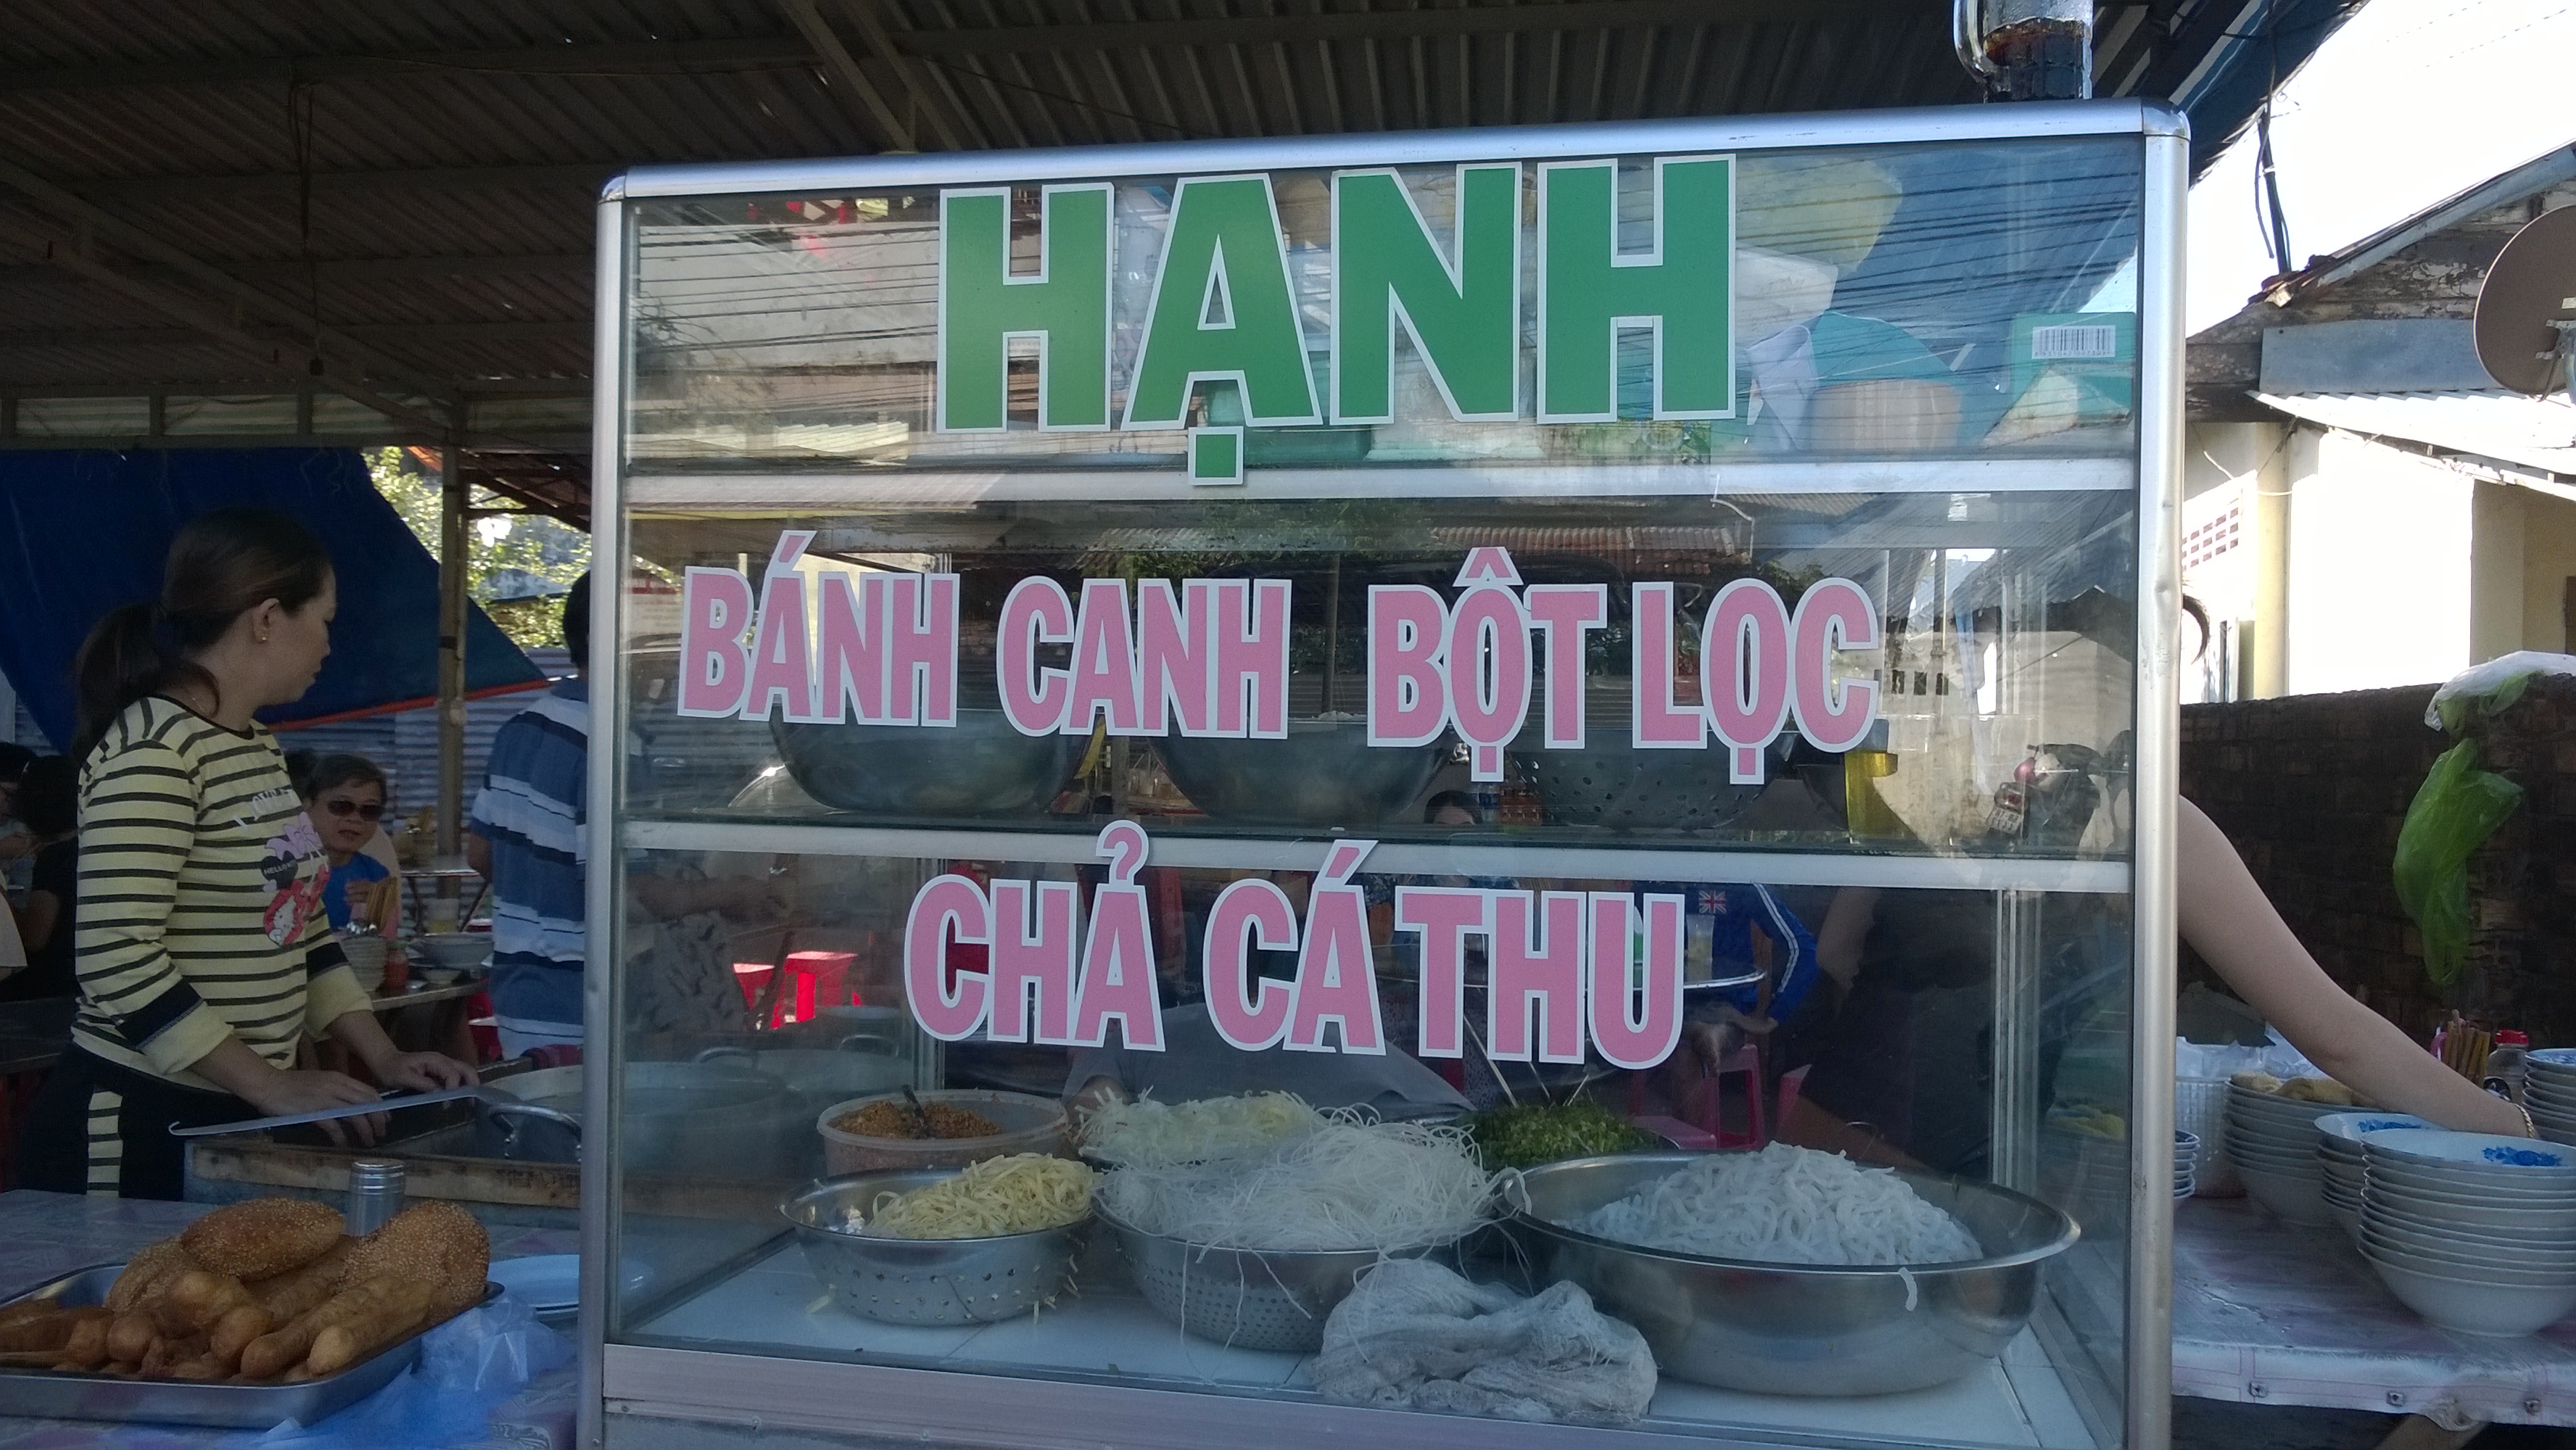 HẠNH
BÁNH CANH BỘT LỌC
CHẢ CÁ THU